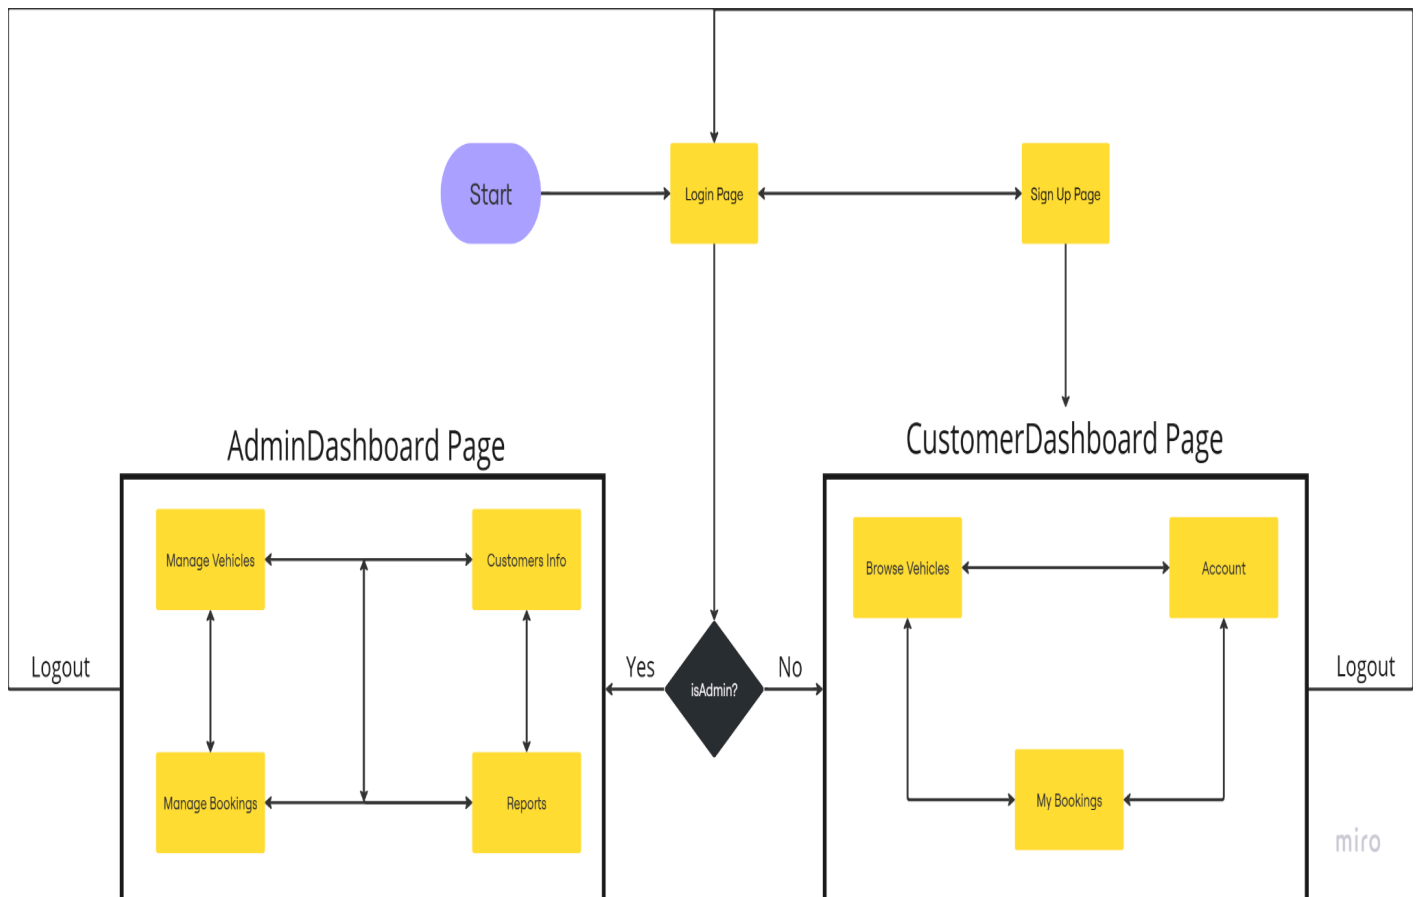 Start
Login Page
Sign Up Page
AdminDashboard Page
CustomerDashboard Page
Manage Vehicles
Customers Info
Browse Vehicles
Account
Logout
Yes
isAdmin?
No
Logout
Manage Bookings
Reports
My Bookings
miro